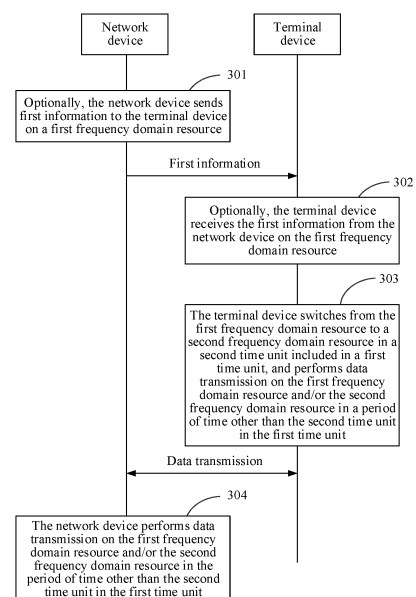 Network
device
Terminal
device
301
Optionally, the network device sends
first information to the terminal device
on a first frequency domain resource
First information
302
Optionally, the terminal device
receives the first information from the
network device on the first frequency
domain resource
303
The terminal device switches from the
first frequency domain resource to a
second frequency domain resource in a
second time unit included in a first
time unit, and performs data
transmission on the first frequency
domain resource and/or the second
frequency domain resource in a period
of time other than the second time unit
in the first time unit
Data transmission
304
The network device performs data
transmission on the first frequency
domain resource and/or the second
frequency domain resource in the
period of time other than the second
time unit in the first time unit